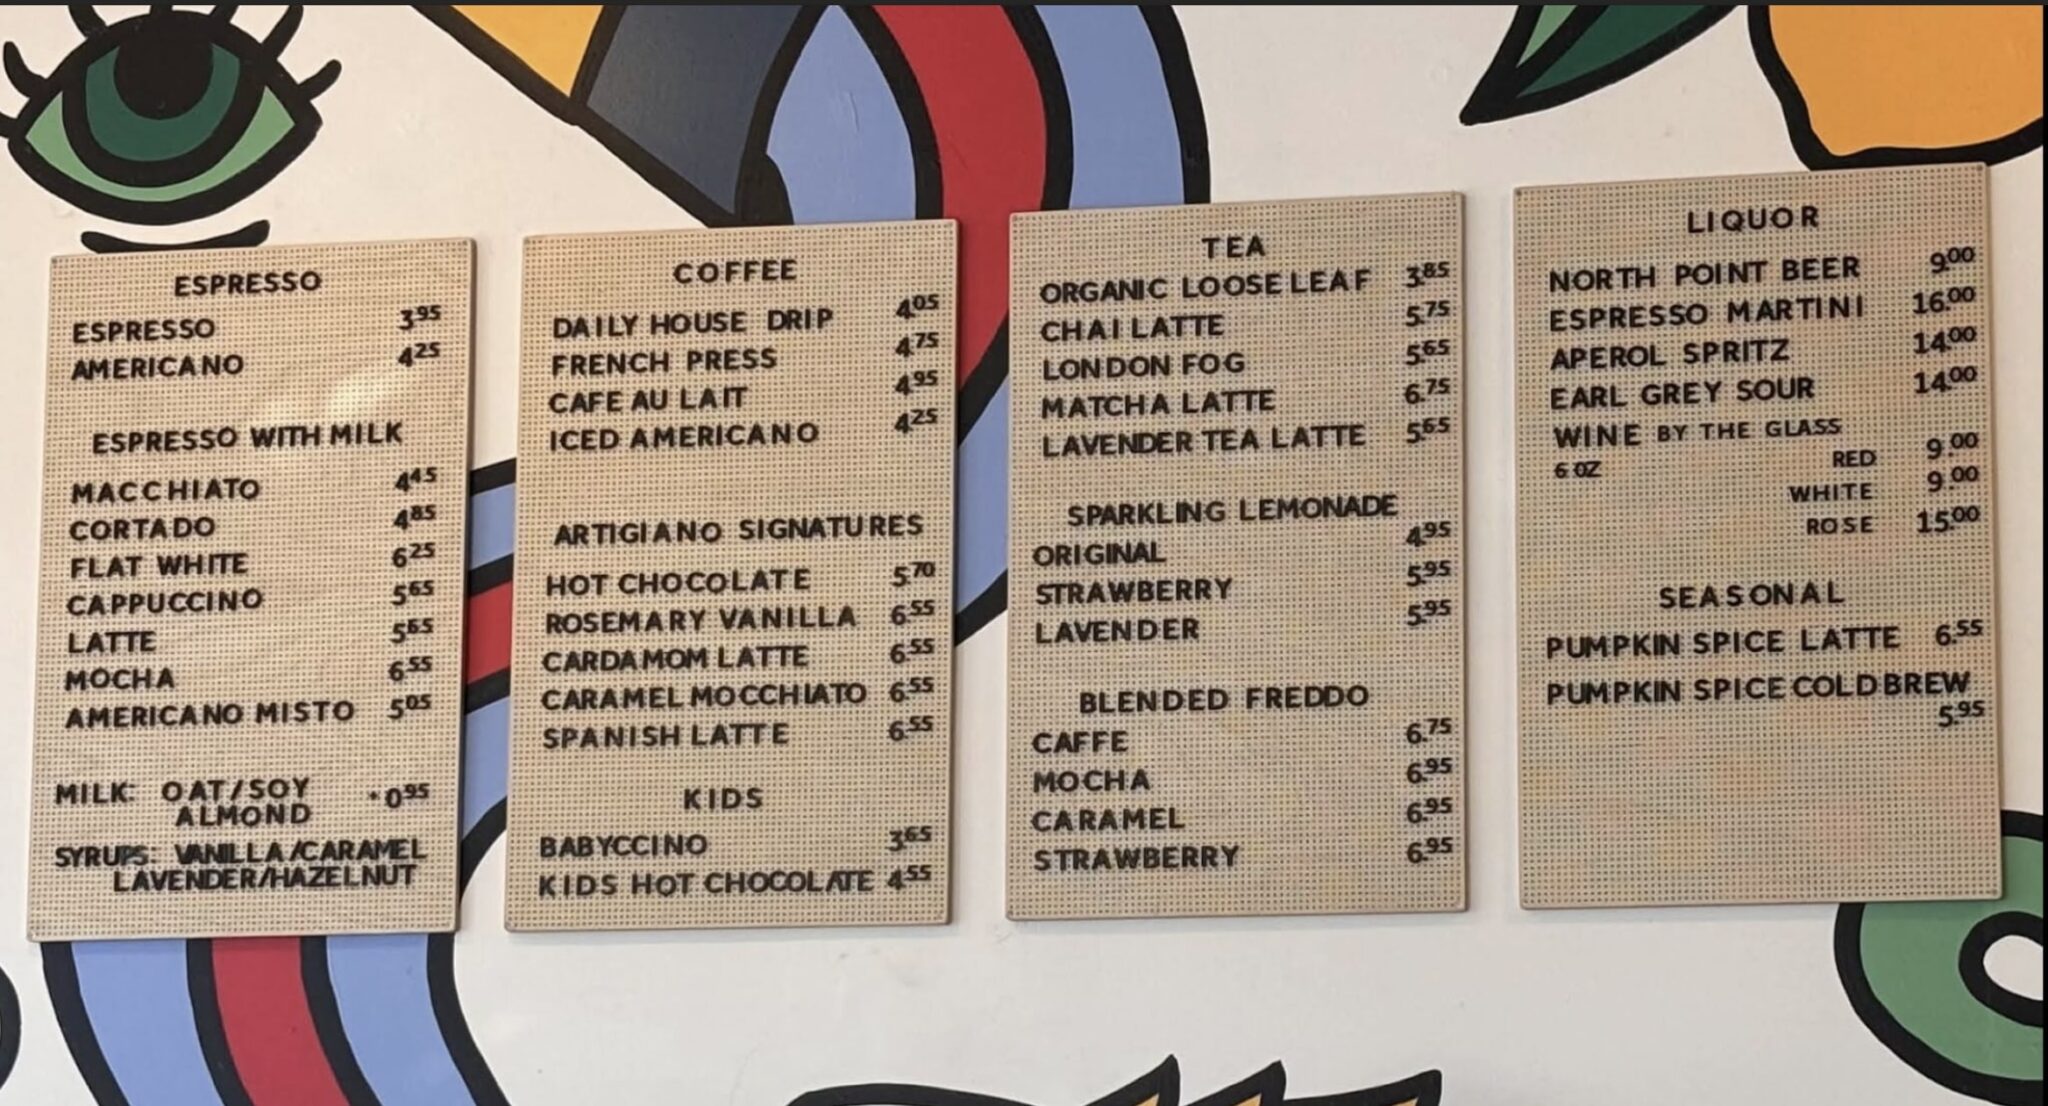 ESPRESSO
ESPRESSO 3.95
AMERICANO 4.25
ESPRESSO WITH MILK
MACCHIATO 4.45
CORTADO 4.85
FLAT WHITE 6.25
CAPPUCCINO 5.65
LATTE 5.65
MOCHA 6.55
AMERICANO MISTO 5.05
MILK: OAT/SOY +0.95
ALMOND
SYRUPS: VANILLA/CARAMEL
LAVENDER/HAZELNUT
COFFEE
DAILY HOUSE DRIP 4.05
FRENCH PRESS 4.75
CAFE AU LAIT 4.95
ICED AMERICANO 4.25
ARTIGIANO SIGNATURES
HOT CHOCOLATE 5.70
ROSEMARY VANILLA 6.55
CARDAMOM LATTE 6.55
CARAMEL MOCCHIATO 6.55
SPANISH LATTE 6.55
KIDS
BABYCCINO 3.65
KIDS HOT CHOCOLATE 4.55
TEA
ORGANIC LOOSE LEAF 3.85
CHAI LATTE 5.75
LONDON FOG 5.65
MATCHA LATTE 6.75
LAVENDER TEA LATTE 5.65
SPARKLING LEMONADE
ORIGINAL 4.95
STRAWBERRY 5.95
LAVENDER 5.95
BLENDED FREDDO
CAFFE 6.75
MOCHA 6.95
CARAMEL 6.95
STRAWBERRY 6.95
LIQUOR
NORTH POINT BEER 9.00
ESPRESSO MARTINI 16.00
APEROL SPRITZ 14.00
EARL GREY SOUR 14.00
WINE BY THE GLASS
6 OZ RED 9.00
WHITE 9.00
ROSE 15.00
SEASONAL
PUMPKIN SPICE LATTE 6.55
PUMPKIN SPICE COLD BREW
5.95